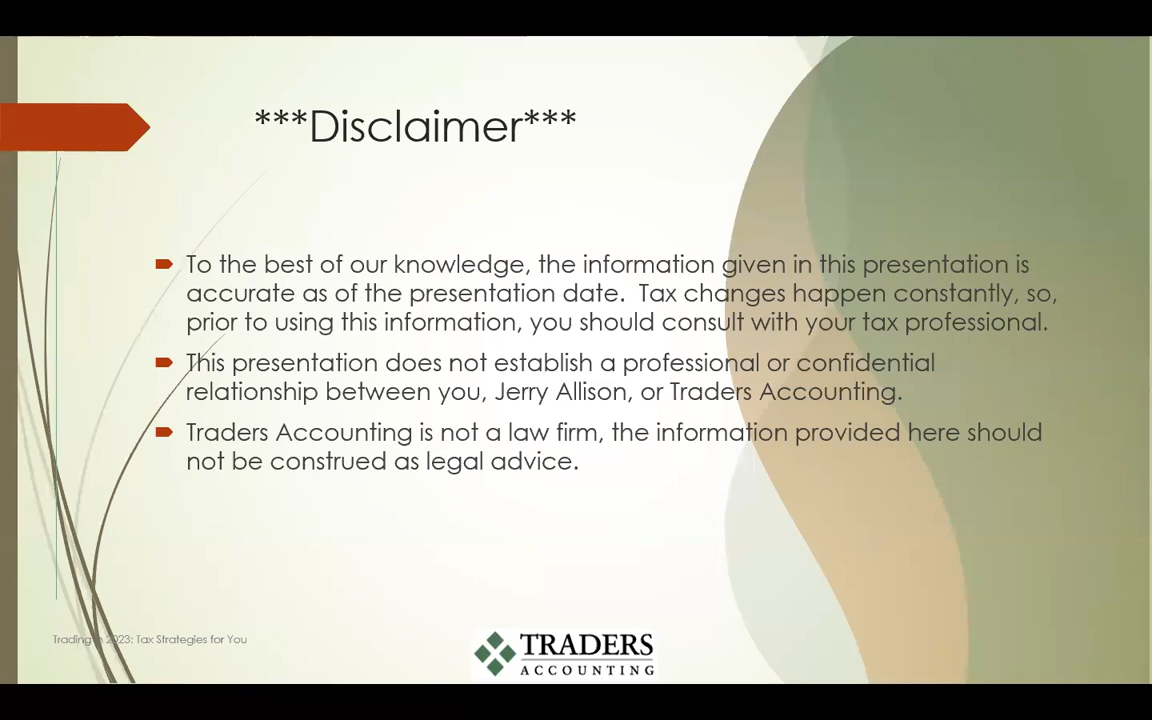 ***Disclaimer***
To the best of our knowledge, the information given in this presentation is
accurate as of the presentation date.  Tax changes happen constantly, so,
prior to using this information, you should consult with your tax professional.
This presentation does not establish a professional or confidential
relationship between you, Jerry Allison, or Traders Accounting.
Traders Accounting is not a law firm, the information provided here should
not be construed as legal advice.
Trading in 2023: Tax Strategies for You
TRADERS
ACCOUNTING